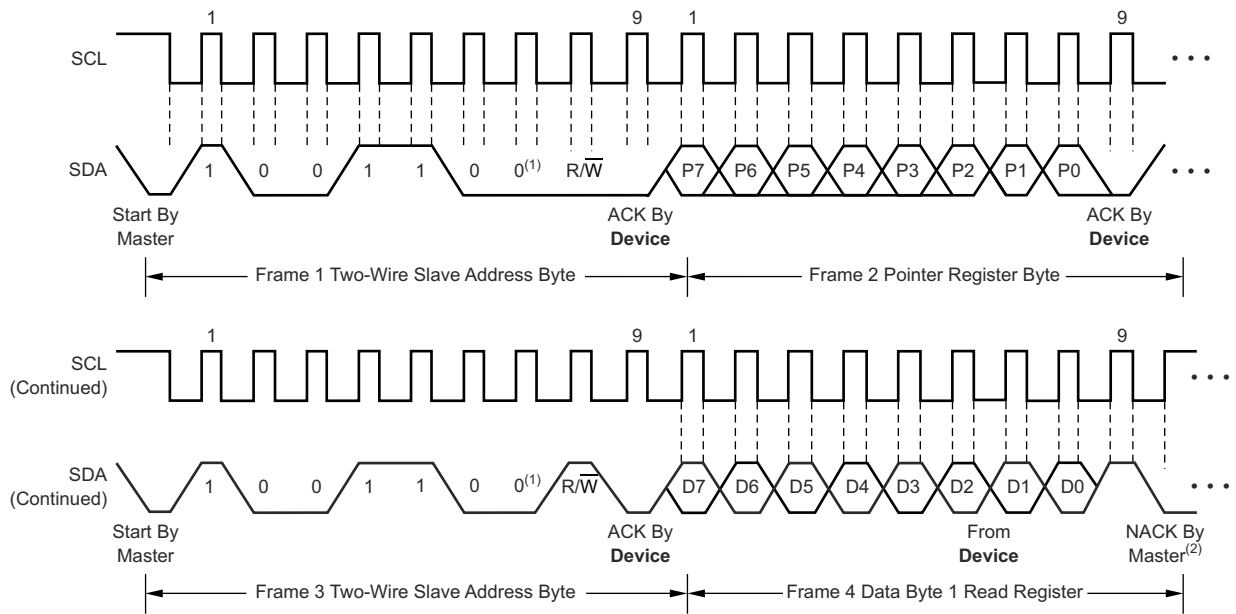 1 9 1 9
SCL
SDA
1 0 0 1 1 0 0(1) R/W̅ P7 P6 P5 P4 P3 P2 P1 P0
Start By
Master
ACK By
Device
ACK By
Device
Frame 1 Two-Wire Slave Address Byte
Frame 2 Pointer Register Byte
1 9 1 9
SCL
(Continued)
SDA
(Continued)
1 0 0 1 1 0 0(1) R/W̅ D7 D6 D5 D4 D3 D2 D1 D0
Start By
Master
ACK By
Device
From
Device
NACK By
Master(2)
Frame 3 Two-Wire Slave Address Byte
Frame 4 Data Byte 1 Read Register